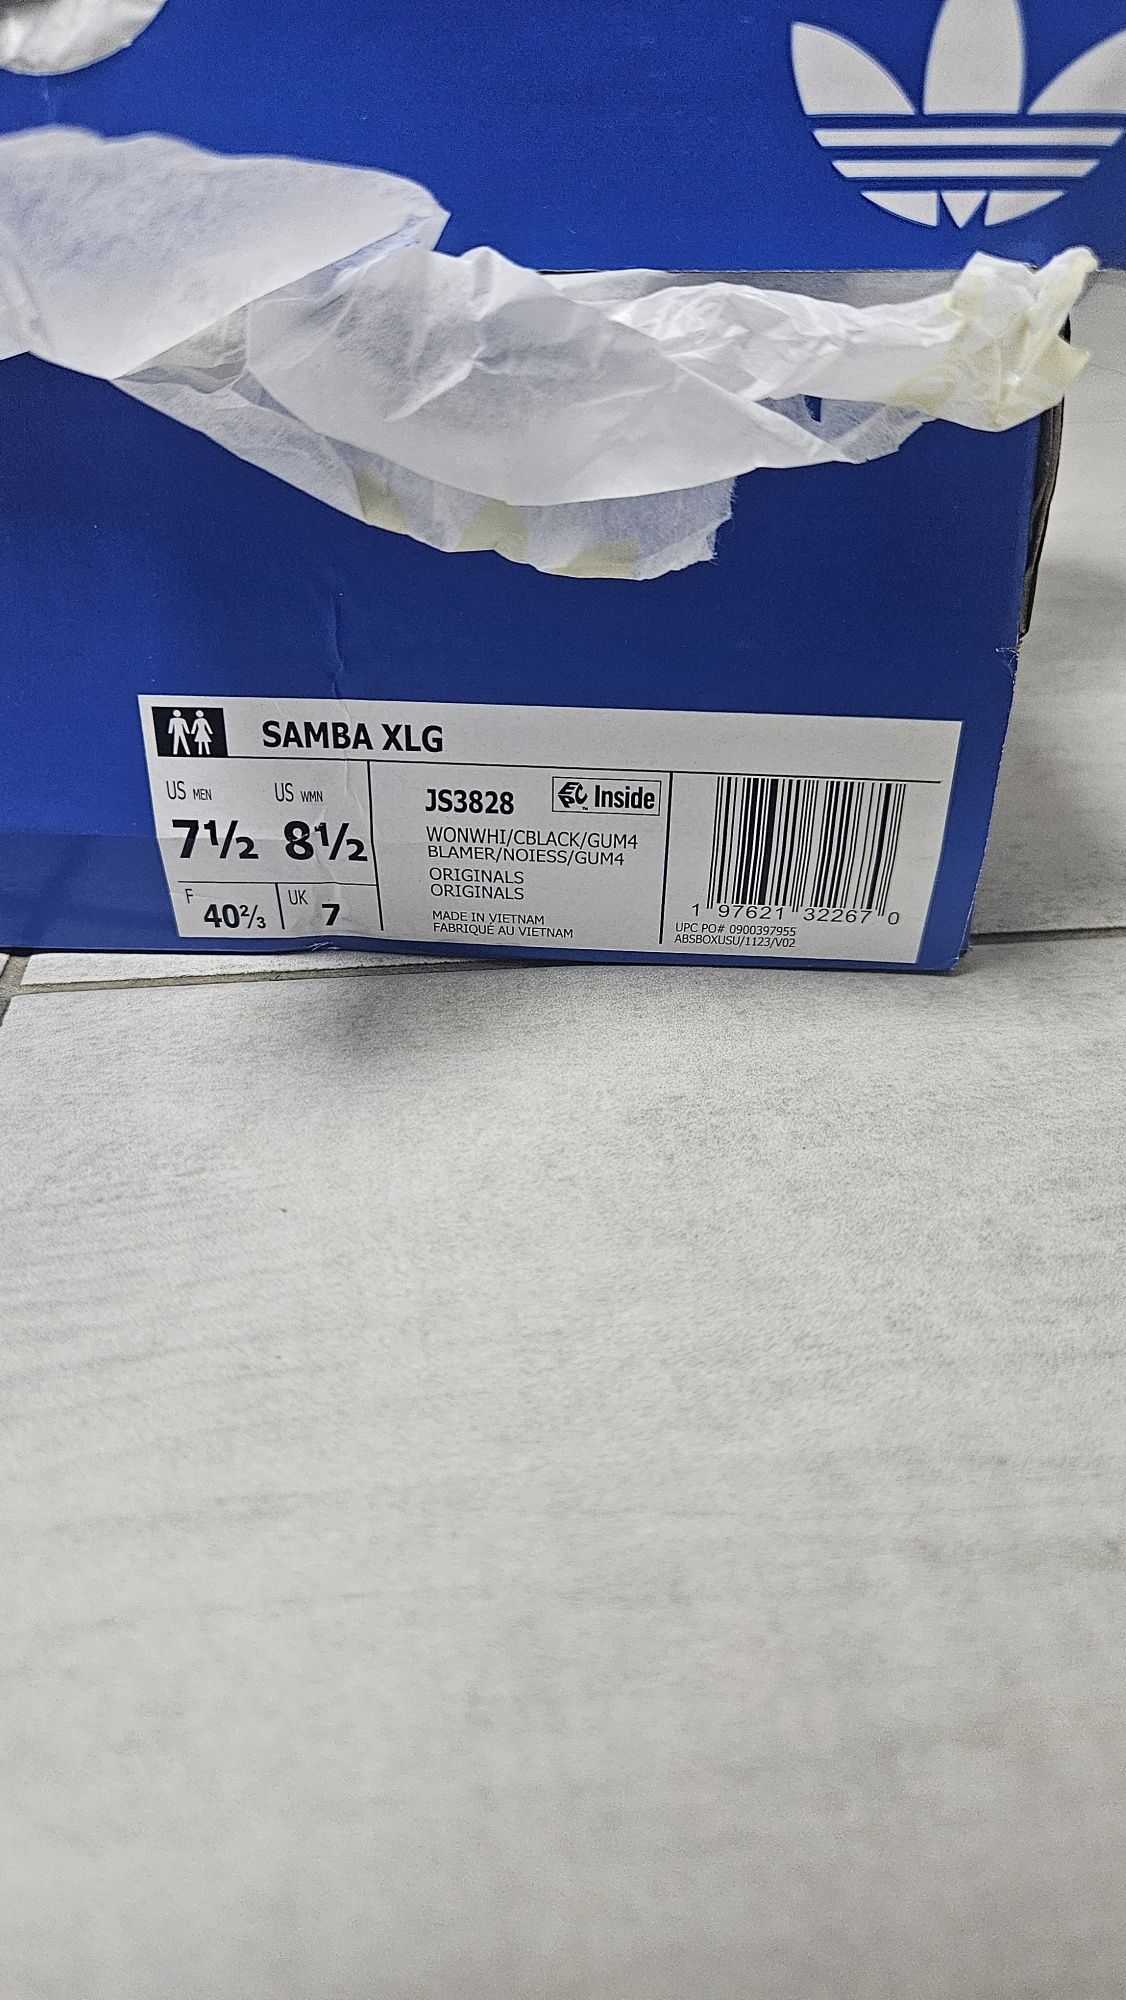 SAMBA XLG
US MEN US WMN
7½ 8½
F 40⅔ UK 7
JS3828 EPC™ Inside
WONWHI/CBLACK/GUM4
BLAMER/NOIESS/GUM4
ORIGINALS
ORIGINALS
MADE IN VIETNAM
FABRIQUÉ AU VIETNAM
1 97621 32267 0
UPC PO# 0900397955
ABSBOXUSU/1123/V02